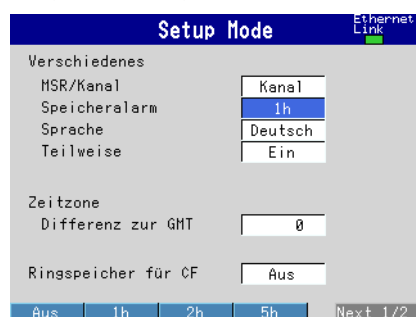 Setup Mode
Ethernet
Link
Verschiedenes
MSR/Kanal Kanal
Speicheralarm 1h
Sprache Deutsch
Teilweise Ein
Zeitzone
Differenz zur GMT 0
Ringspeicher für CF Aus
Aus 1h 2h 5h Next 1/2